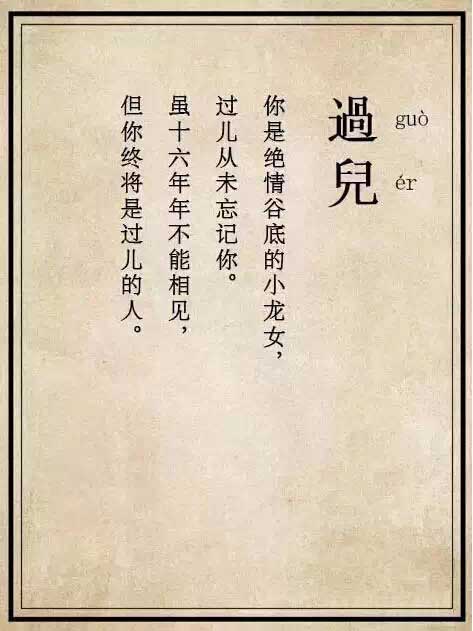 過兒
guò
ér
你是绝情谷底的小龙女，
过儿从未忘记你。
虽十六年年不能相见，
但你终将是过儿的人。